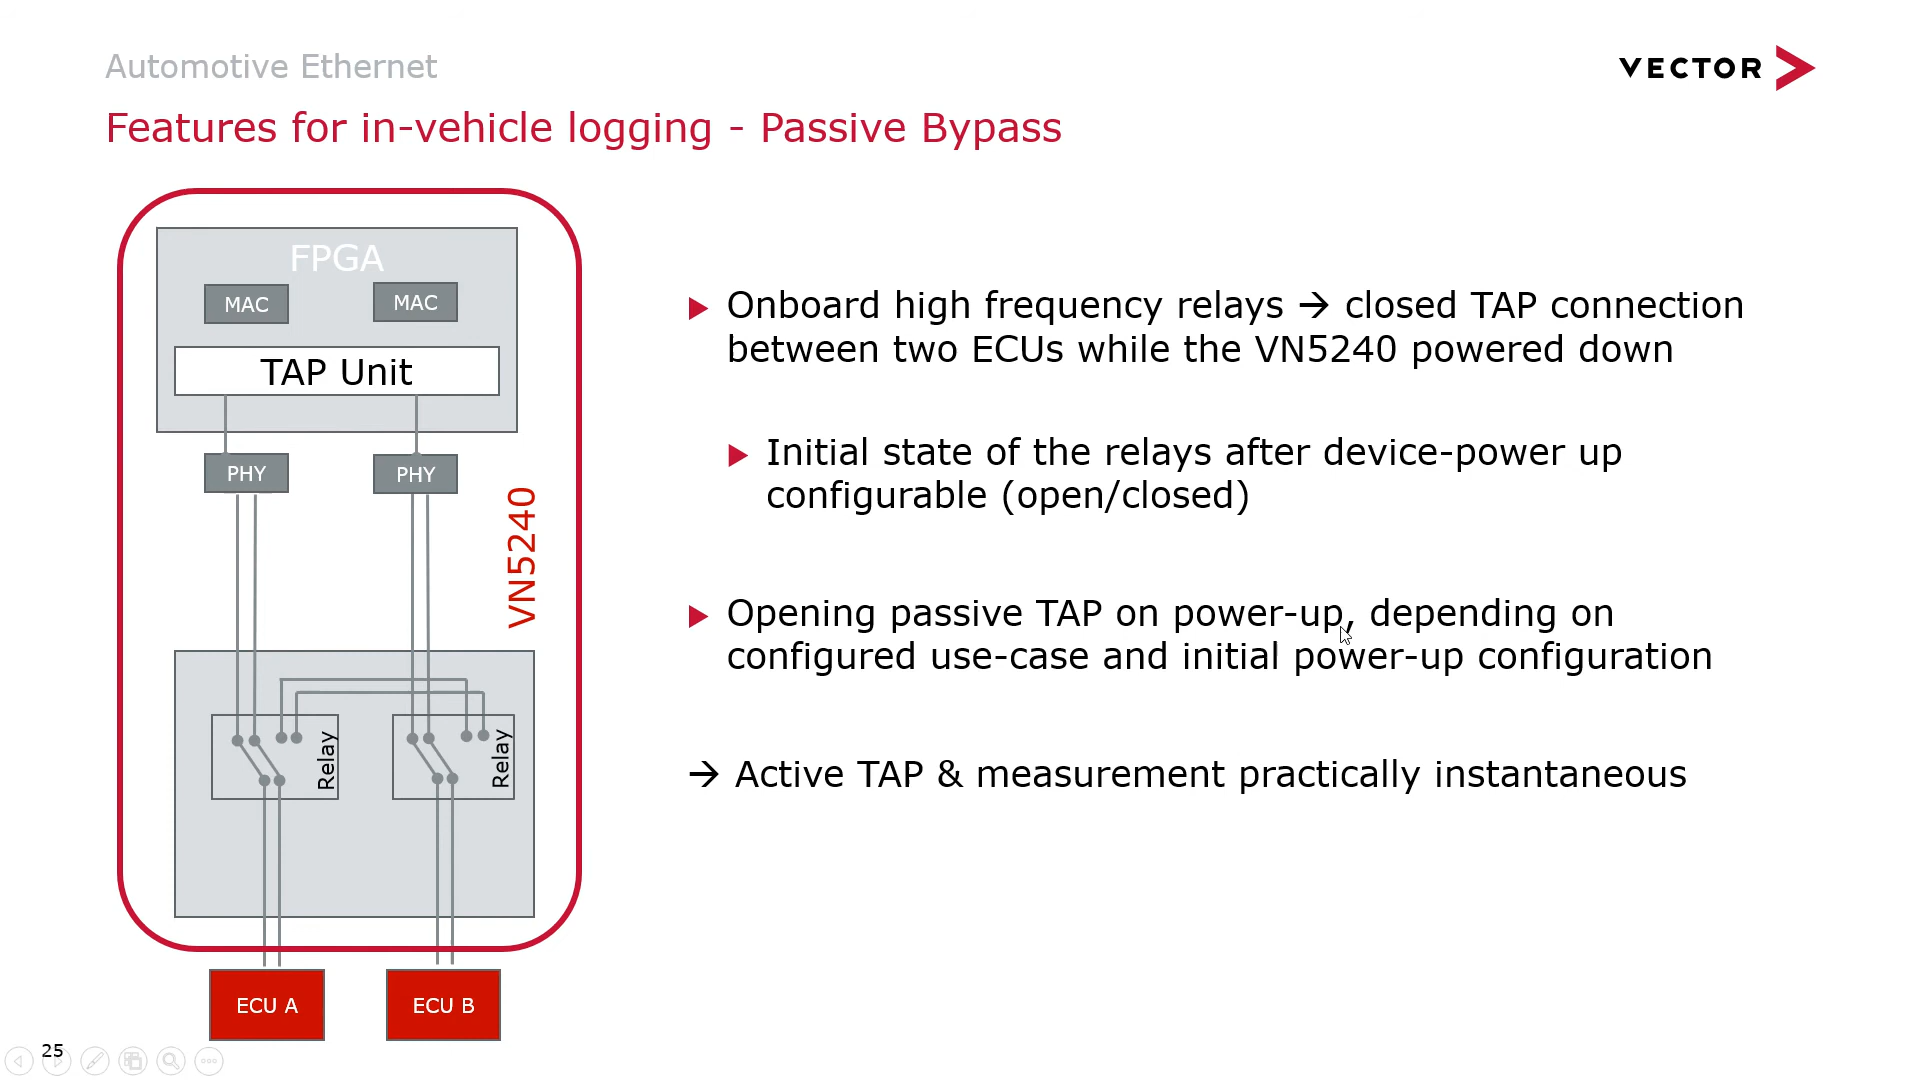 Automotive Ethernet
VECTOR
Features for in-vehicle logging - Passive Bypass
FPGA
MAC
MAC
TAP Unit
PHY
PHY
VN5240
Relay
Relay
ECU A
ECU B
Onboard high frequency relays → closed TAP connection
between two ECUs while the VN5240 powered down
Initial state of the relays after device-power up
configurable (open/closed)
Opening passive TAP on power-up, depending on
configured use-case and initial power-up configuration
→ Active TAP & measurement practically instantaneous
25